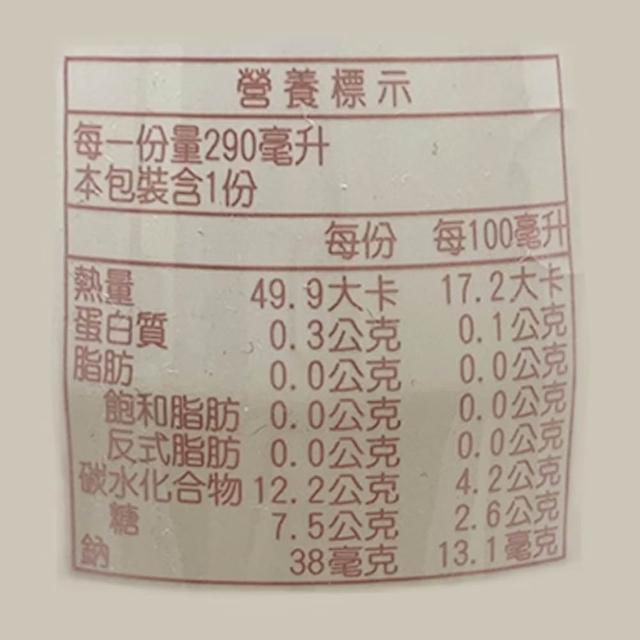 營養標示
每一份量290毫升
本包裝含1份
每份 每100毫升
熱量 49.9大卡 17.2大卡
蛋白質 0.3公克 0.1公克
脂肪 0.0公克 0.0公克
飽和脂肪 0.0公克 0.0公克
反式脂肪 0.0公克 0.0公克
碳水化合物 12.2公克 4.2公克
糖 7.5公克 2.6公克
鈉 38毫克 13.1毫克